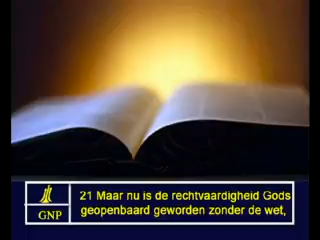 21 Maar nu is de rechtvaardigheid Gods
geopenbaard geworden zonder de wet,
GNP